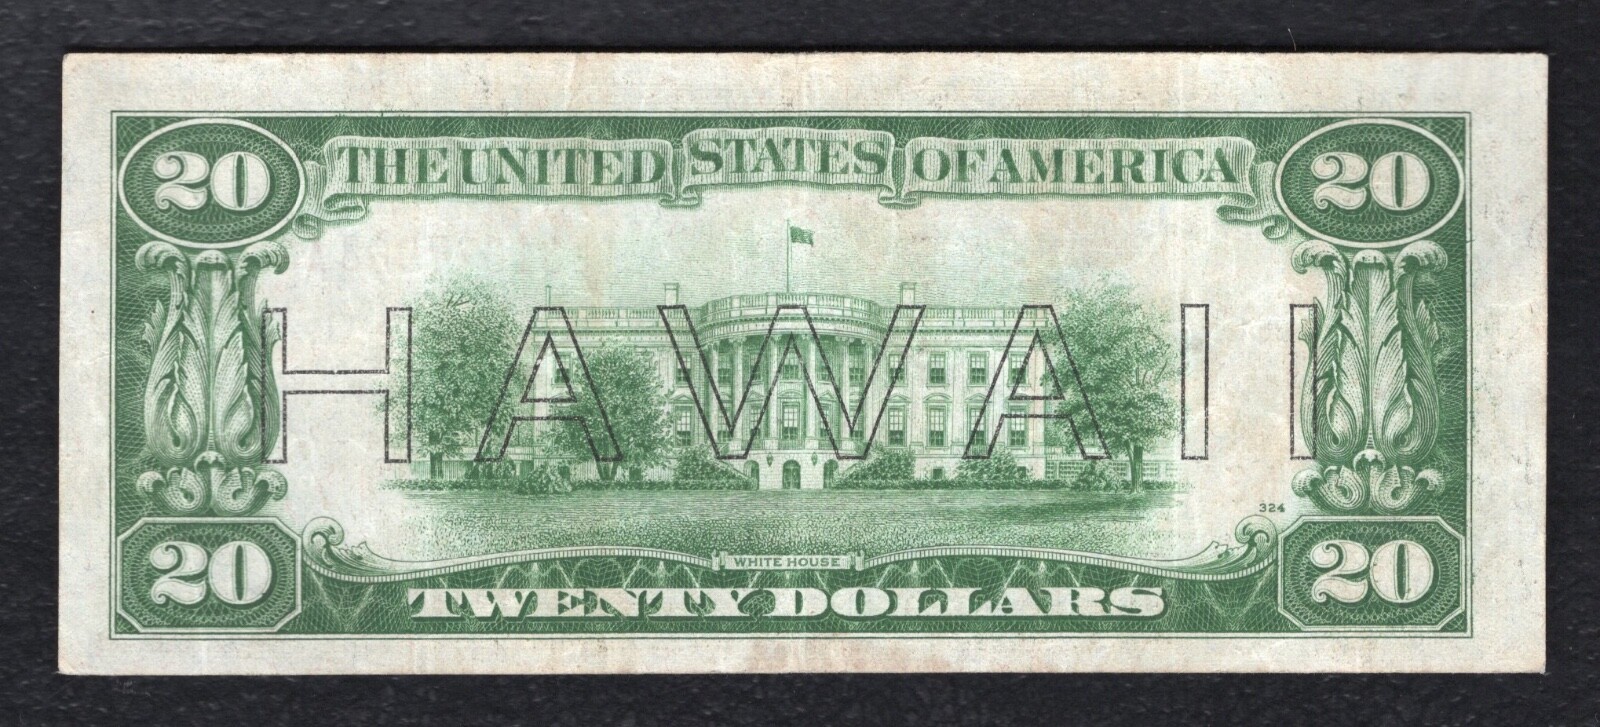 20 THE UNITED STATES OF AMERICA 20
HAWAII
324
WHITE HOUSE
20 TWENTY DOLLARS 20